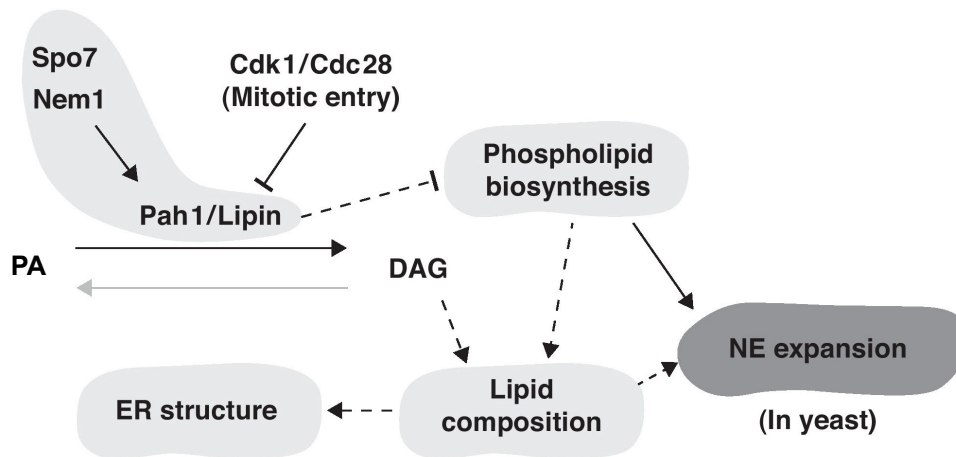 Spo7
Nem1
Cdk1/Cdc28
(Mitotic entry)
Pah1/Lipin
Phospholipid
biosynthesis
PA
DAG
NE expansion
(In yeast)
Lipid
composition
ER structure